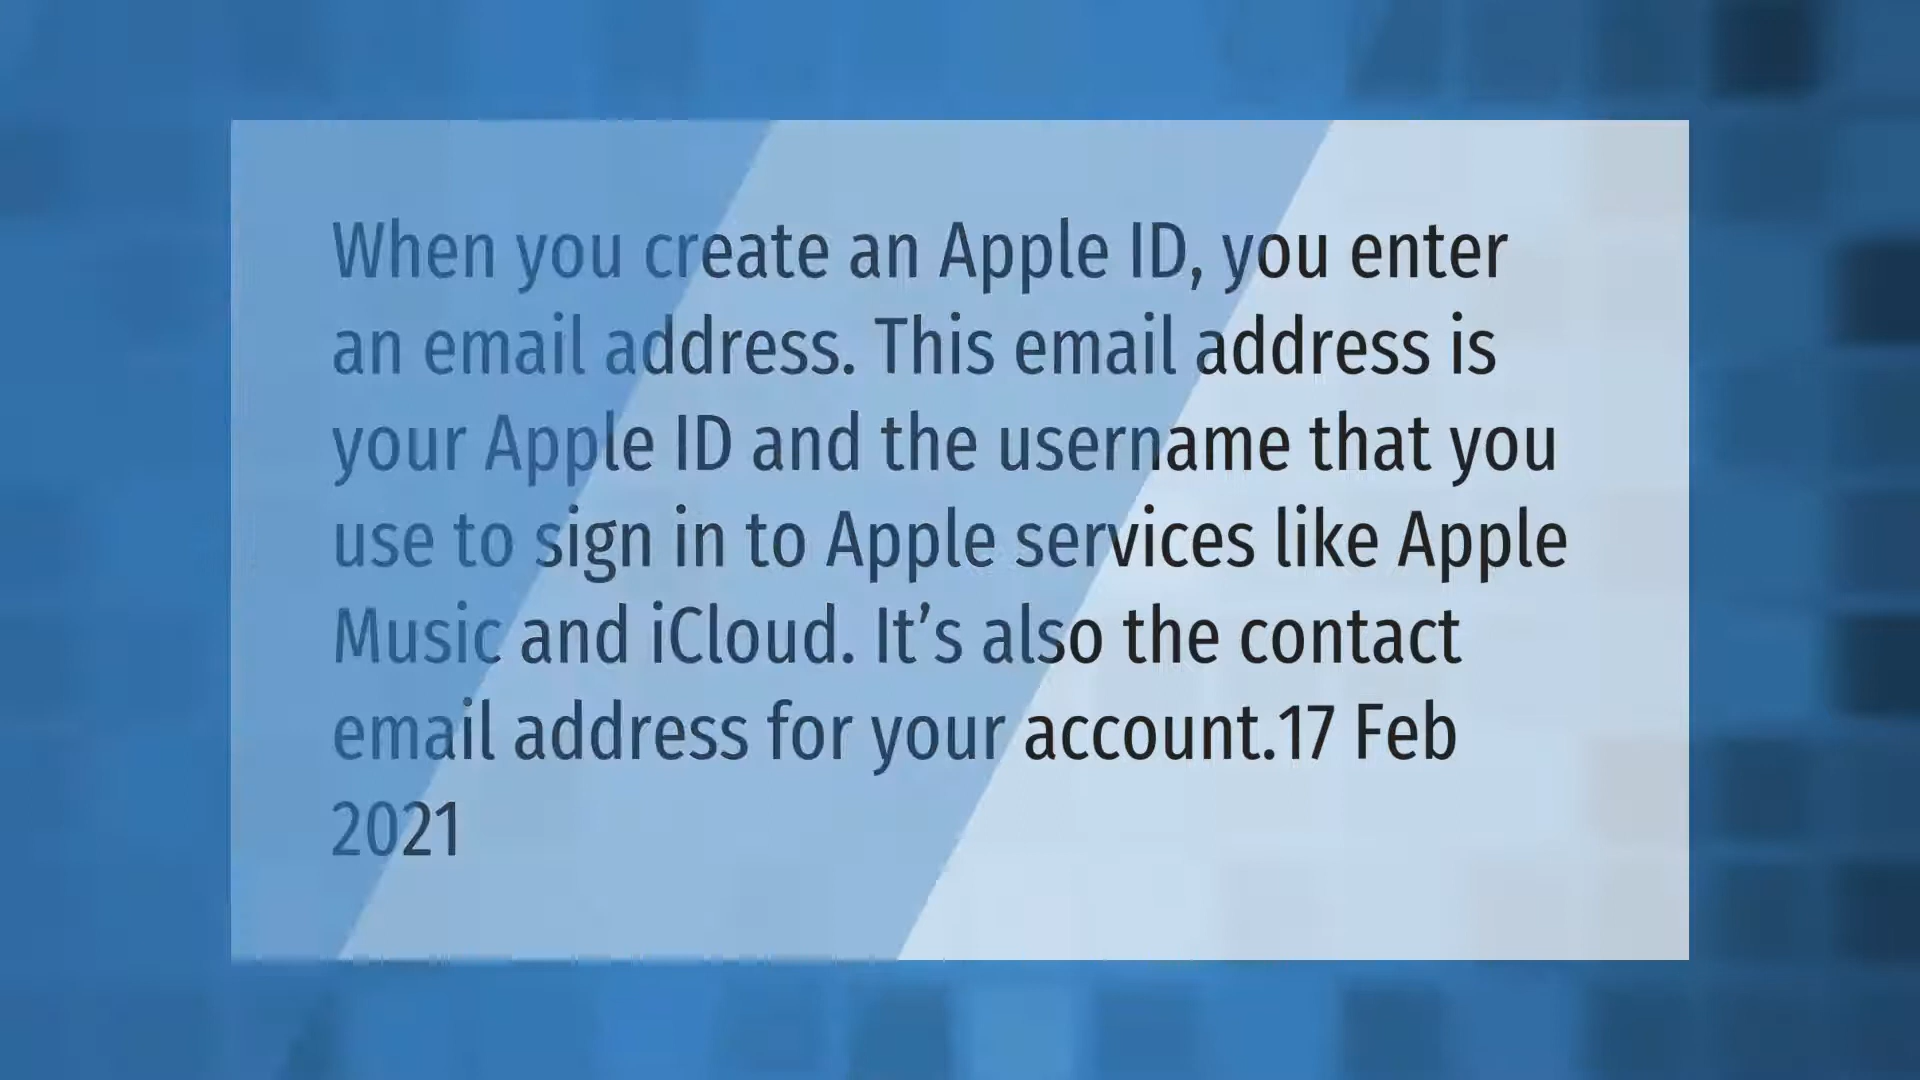 When you create an Apple ID, you enter
an email address. This email address is
your Apple ID and the username that you
use to sign in to Apple services like Apple
Music and iCloud. It’s also the contact
email address for your account.17 Feb
2021